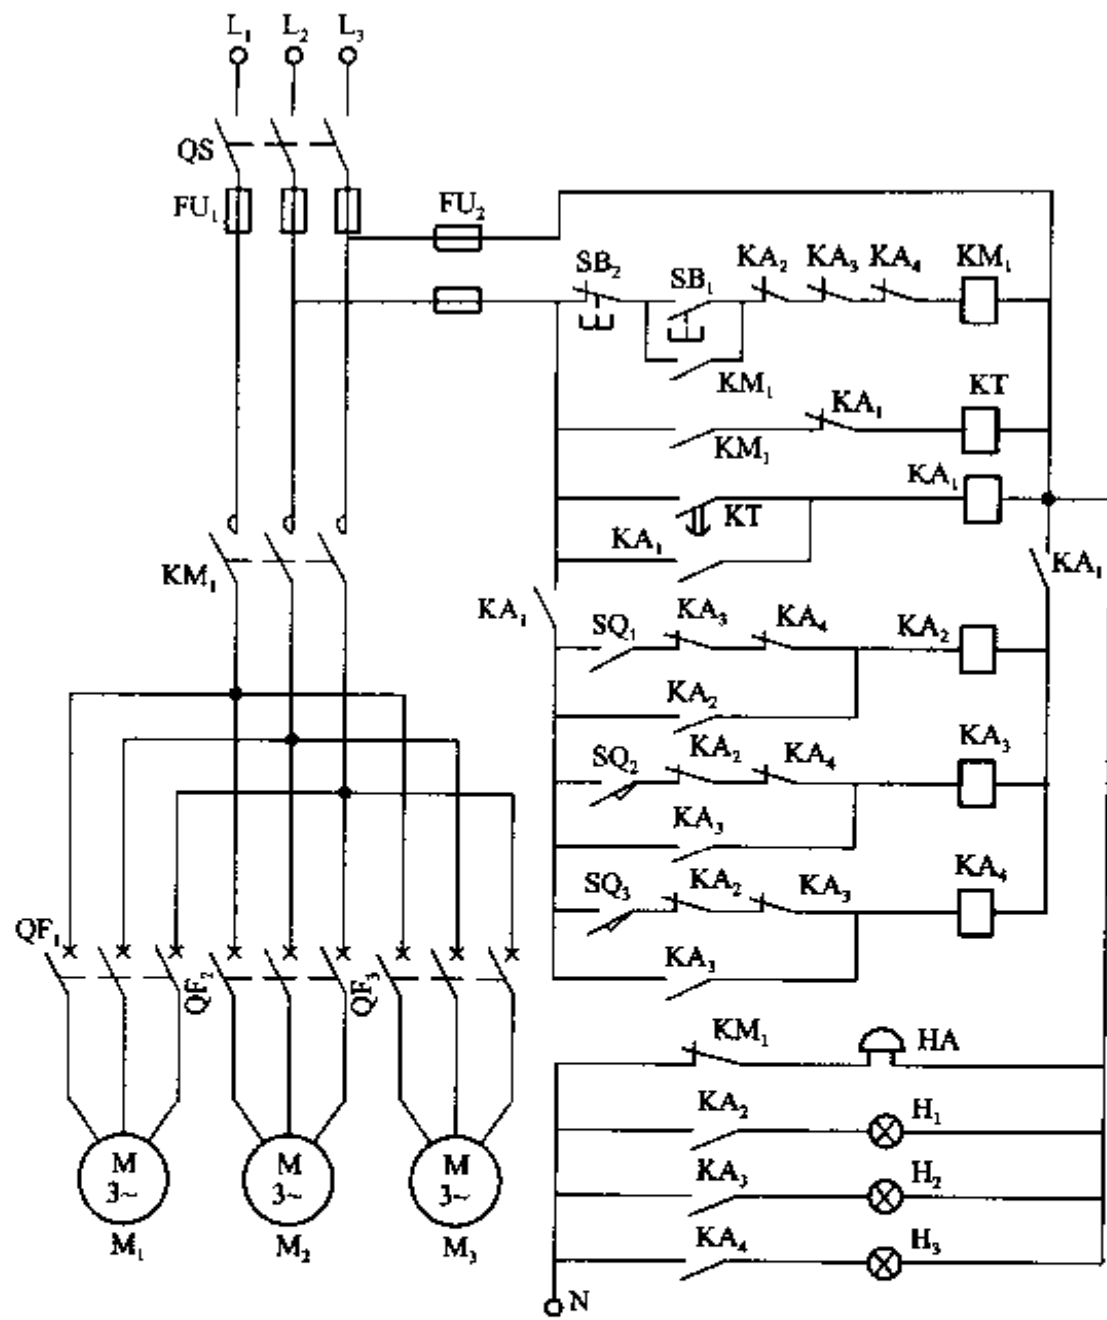 L₁ L₂ L₃
QS
FU₁
FU₂
SB₂ SB₁ KA₂ KA₃ KA₄ KM₁
KM₁
KM₁ KA₁ KT
KT KA₁
KA₁
KM₁
KA₁
KA₁
SQ₁ KA₃ KA₄ KA₂
KA₂
SQ₂ KA₂ KA₄ KA₃
KA₃
SQ₃ KA₂ KA₃ KA₄
KA₃
QF₁ QF₂ QF₃
KM₁ HA
KA₂ H₁
KA₃ H₂
KA₄ H₃
M 3~ M 3~ M 3~
M₁ M₂ M₃
N